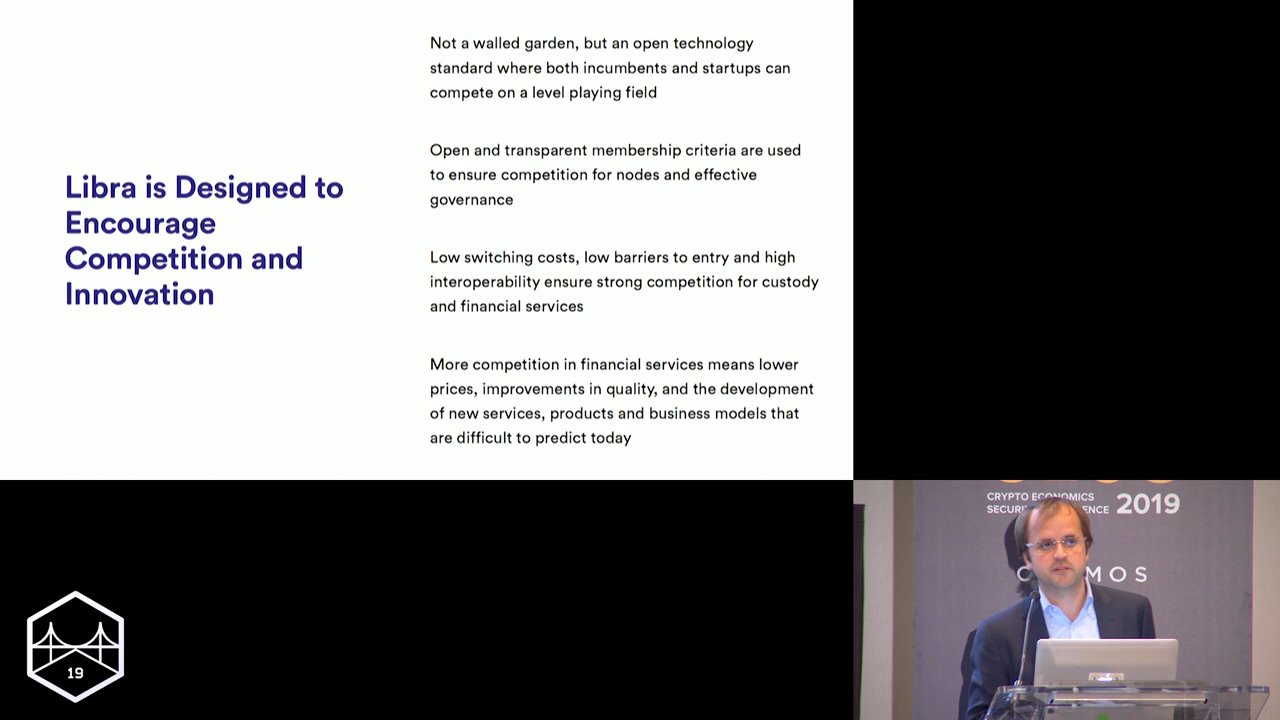 Not a walled garden, but an open technology
standard where both incumbents and startups can
compete on a level playing field
Open and transparent membership criteria are used
to ensure competition for nodes and effective
governance
Libra is Designed to
Encourage
Competition and
Innovation
Low switching costs, low barriers to entry and high
interoperability ensure strong competition for custody
and financial services
More competition in financial services means lower
prices, improvements in quality, and the development
of new services, products and business models that
are difficult to predict today
CRYPTO ECONOMICS
2019
19